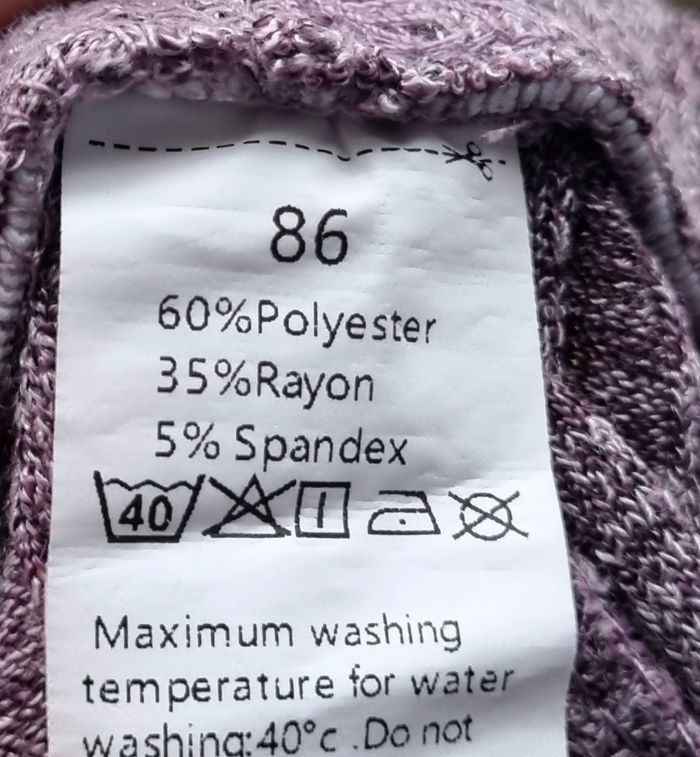 86
60%Polyester
35%Rayon
5% Spandex
40
Maximum washing
temperature for water
washing:40°c .Do not